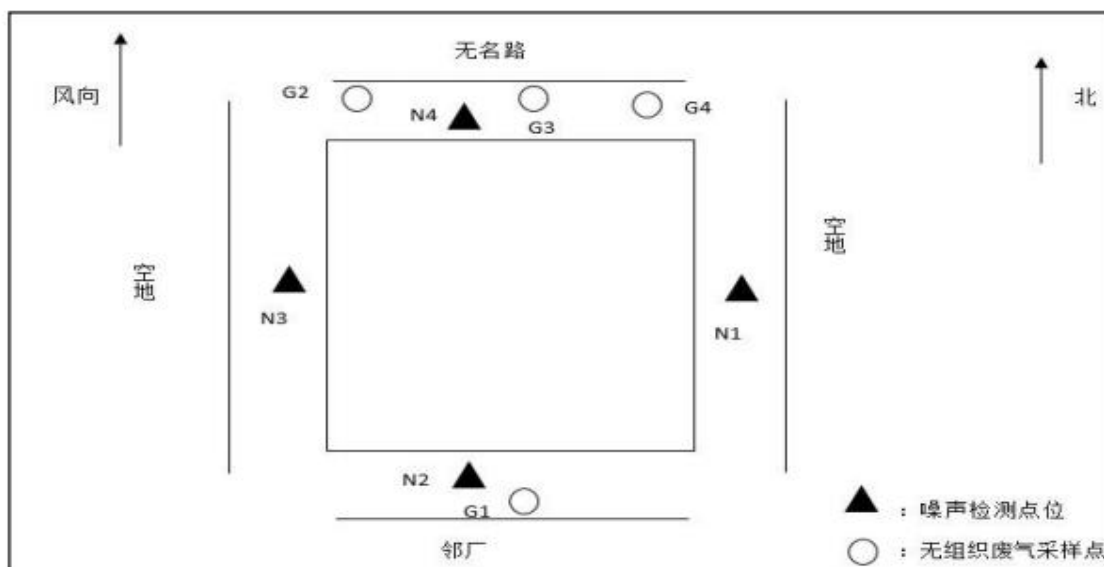 无名路
风向
北
G2
G4
N4
G3
空地
空地
N3
N1
N2
G1
邻厂
：噪声检测点位
：无组织废气采样点